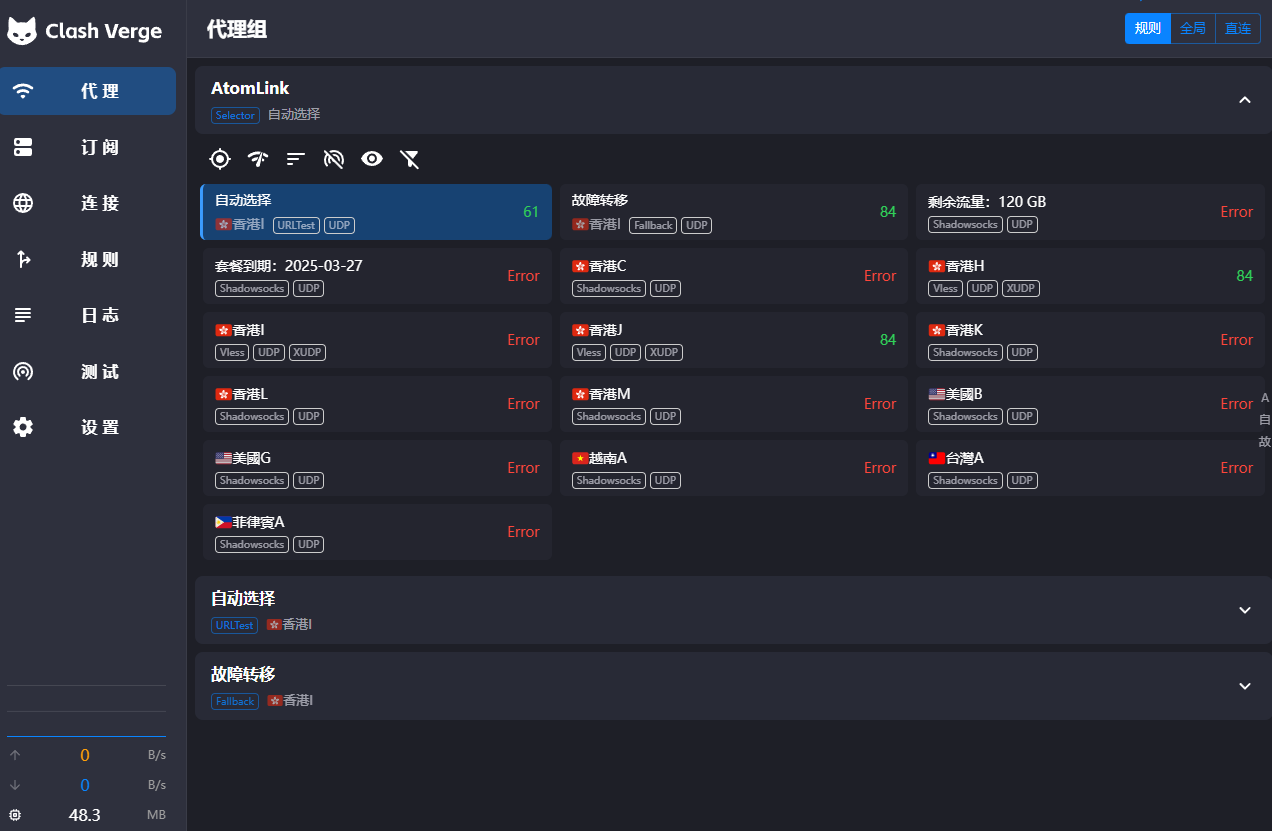 Clash Verge
代理
订阅
连接
规则
日志
测试
设置
0 B/s
0 B/s
48.3 MB
代理组
规则 全局 直连
AtomLink
Selector 自动选择
自动选择
香港I URLTest UDP
61
故障转移
香港I Fallback UDP
84
剩余流量：120 GB
Shadowsocks UDP
Error
套餐到期：2025-03-27
Shadowsocks UDP
Error
香港C
Shadowsocks UDP
Error
香港H
Vless UDP XUDP
84
香港I
Vless UDP XUDP
Error
香港J
Vless UDP XUDP
84
香港K
Shadowsocks UDP
Error
香港L
Shadowsocks UDP
Error
香港M
Shadowsocks UDP
Error
美國B
Shadowsocks UDP
Error
美國G
Shadowsocks UDP
Error
越南A
Shadowsocks UDP
Error
台灣A
Shadowsocks UDP
Error
菲律賓A
Shadowsocks UDP
Error
A
自
故
自动选择
URLTest 香港I
故障转移
Fallback 香港I